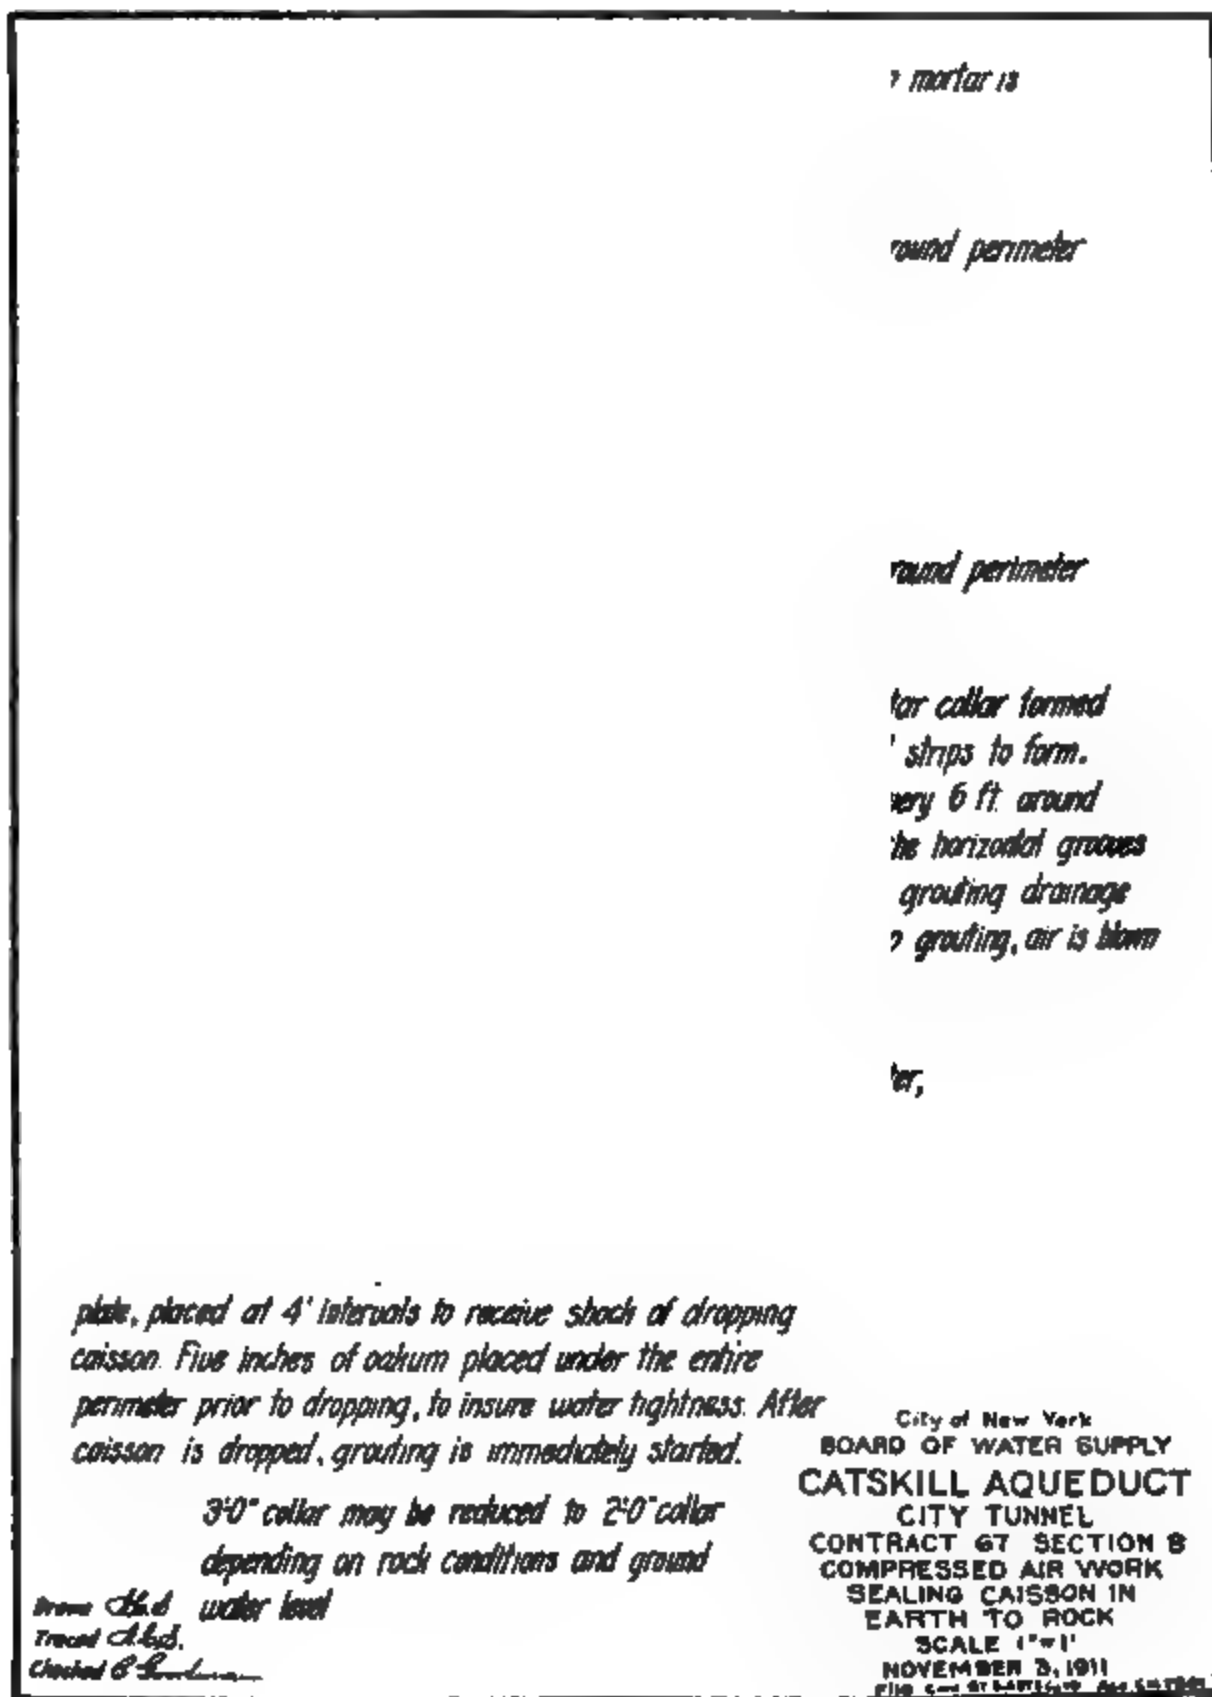 mortar is
round perimeter
round perimeter
tar collar formed
" strips to form.
very 6 ft. around
the horizontal grooves
grouting drainage
o grouting, air is blown
ter,
plate, placed at 4' intervals to receive shock of dropping
caisson. Five inches of oakum placed under the entire
perimeter prior to dropping, to insure water tightness. After
caisson is dropped, grouting is immediately started.
3'-0" collar may be reduced to 2'-0" collar
depending on rock conditions and ground
water level
Drawn
Traced
Checked
City of New York
BOARD OF WATER SUPPLY
CATSKILL AQUEDUCT
CITY TUNNEL
CONTRACT 67 SECTION 8
COMPRESSED AIR WORK
SEALING CAISSON IN
EARTH TO ROCK
SCALE 1"=1'
NOVEMBER 3, 1911